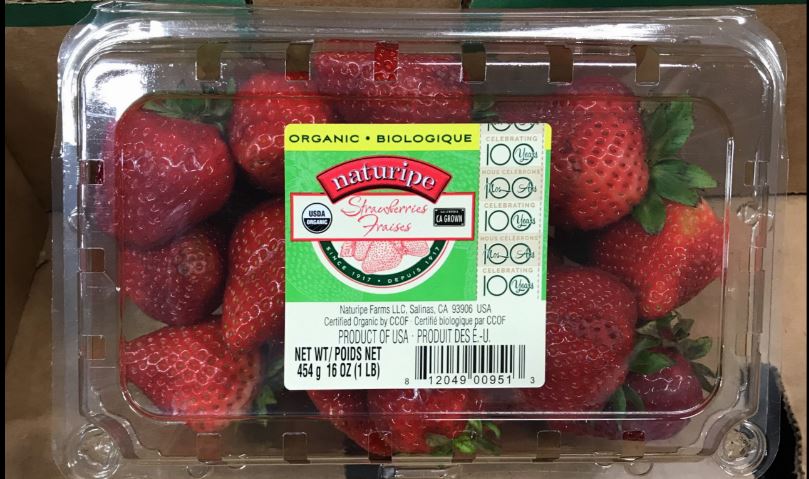 ORGANIC • BIOLOGIQUE
naturipe
Strawberries
Fraises
USDA
ORGANIC
CA GROWN
SINCE 1917 • DEPUIS 1917
100
CELEBRATING
100 Years
NOUS CÉLÉBRONS
100 Ans
CELEBRATING
100 Years
NOUS CÉLÉBRONS
100 Ans
CELEBRATING
100 Years
Naturipe Farms LLC, Salinas, CA 93906 USA
Certified Organic by CCOF · Certifié biologique par CCOF
PRODUCT OF USA · PRODUIT DES É.-U.
NET WT/ POIDS NET
454 g 16 OZ (1 LB)
8 12049 00951 3